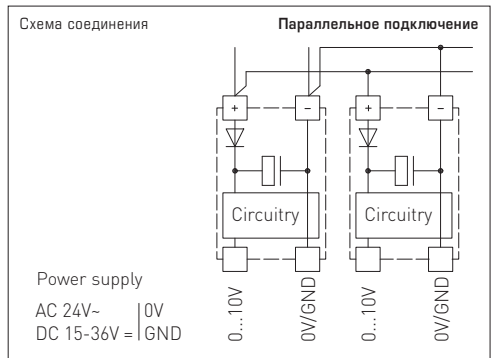 Схема соединения
Параллельное подключение
+ − + −
Circuitry Circuitry
Power supply
AC 24V~ 0V
DC 15-36V = GND
0...10V
0V/GND
0...10V
0V/GND